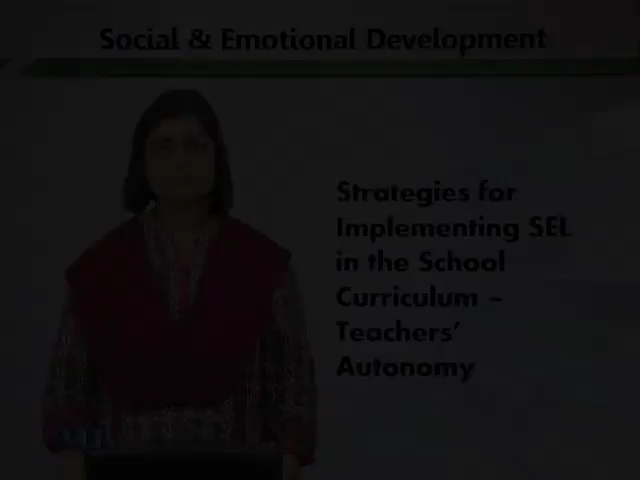 Social & Emotional Development
Strategies for
Implementing SEL
in the School
Curriculum –
Teachers’
Autonomy